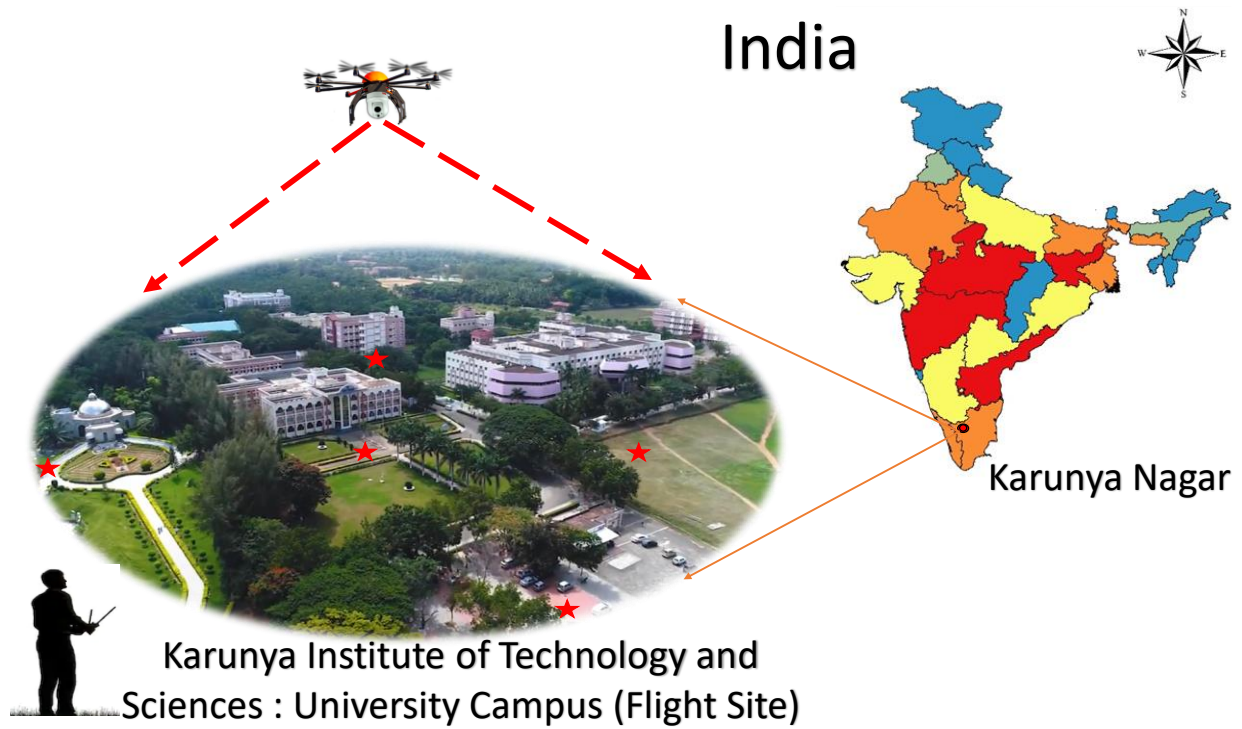 India
N
W E
S
Karunya Nagar
Karunya Institute of Technology and
Sciences : University Campus (Flight Site)